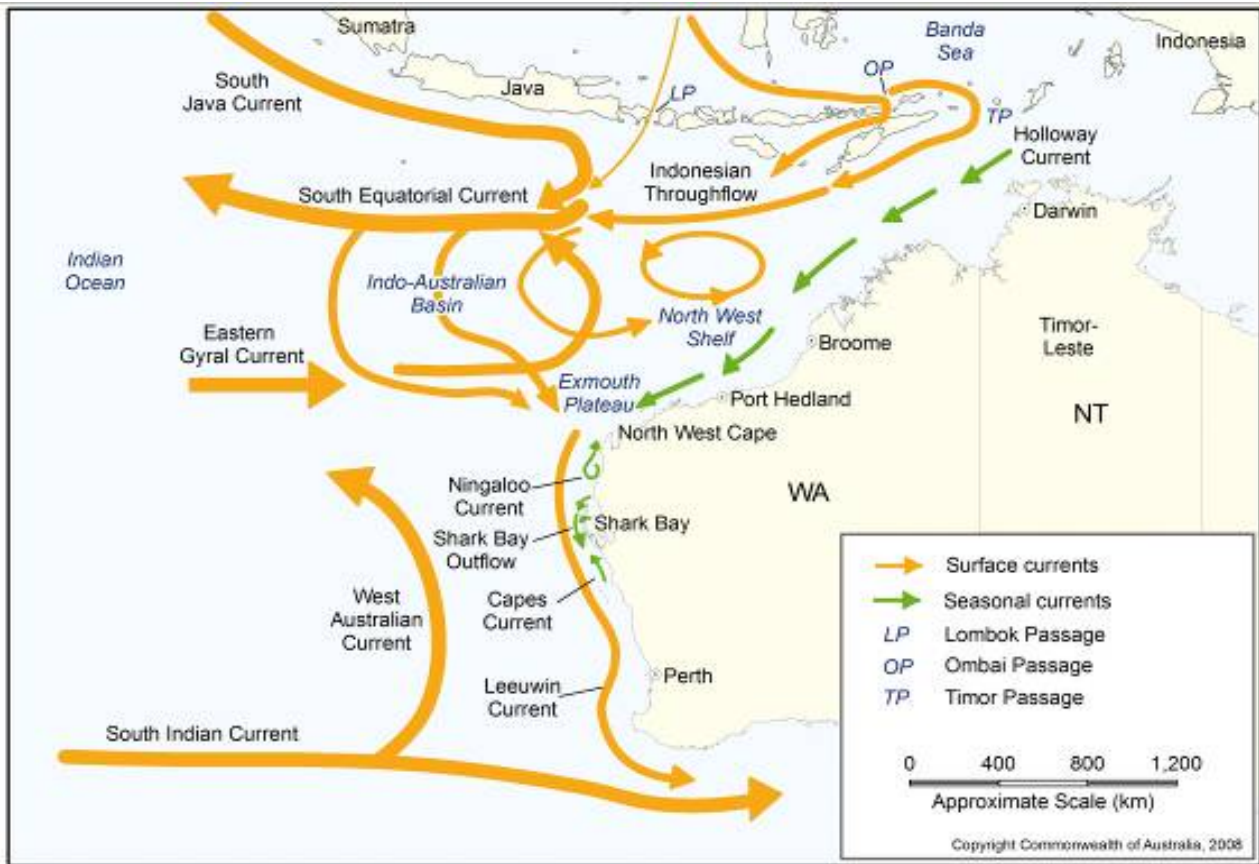 Sumatra
Banda
Sea
Indonesia
South
Java Current
Java
LP
OP
TP
Holloway
Current
Indonesian
Throughflow
South Equatorial Current
Darwin
Indian
Ocean
Indo-Australian
Basin
North West
Shelf
Timor-
Leste
Eastern
Gyral Current
Broome
Exmouth
Plateau
Port Hedland
NT
North West Cape
Ningaloo
Current
WA
Shark Bay
Shark Bay
Outflow
West
Australian
Current
Capes
Current
Perth
Leeuwin
Current
South Indian Current
Surface currents
Seasonal currents
LP Lombok Passage
OP Ombai Passage
TP Timor Passage
0 400 800 1,200
Approximate Scale (km)
Copyright Commonwealth of Australia, 2008